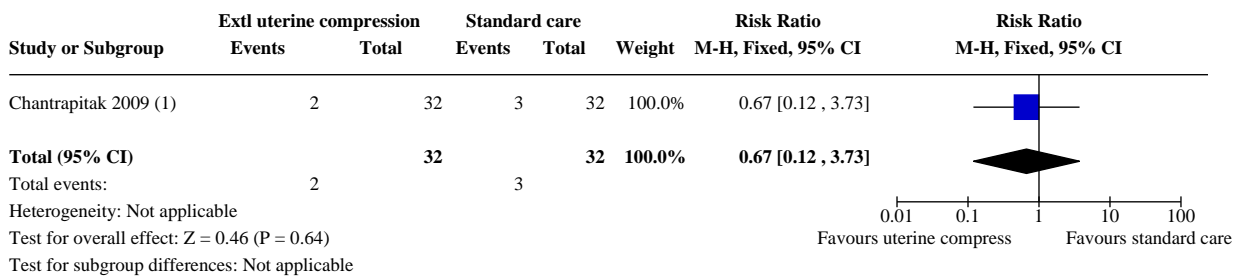 Extl uterine compression Standard care Risk Ratio Risk Ratio
Study or Subgroup Events Total Events Total Weight M-H, Fixed, 95% CI M-H, Fixed, 95% CI
Chantrapitak 2009 (1) 2 32 3 32 100.0% 0.67 [0.12 , 3.73]
Total (95% CI) 32 32 100.0% 0.67 [0.12 , 3.73]
Total events: 2 3
Heterogeneity: Not applicable 0.01 0.1 1 10 100
Test for overall effect: Z = 0.46 (P = 0.64) Favours uterine compress Favours standard care
Test for subgroup differences: Not applicable